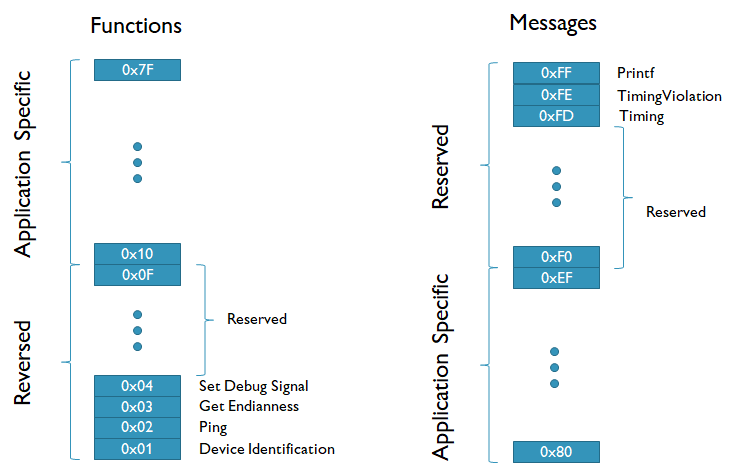 Functions
Application Specific
0x7F
0x10
0x0F
Reserved
Reversed
0x04 Set Debug Signal
0x03 Get Endianness
0x02 Ping
0x01 Device Identification
Messages
Reserved
0xFF Printf
0xFE TimingViolation
0xFD Timing
Reserved
0xF0
0xEF
Application Specific
0x80